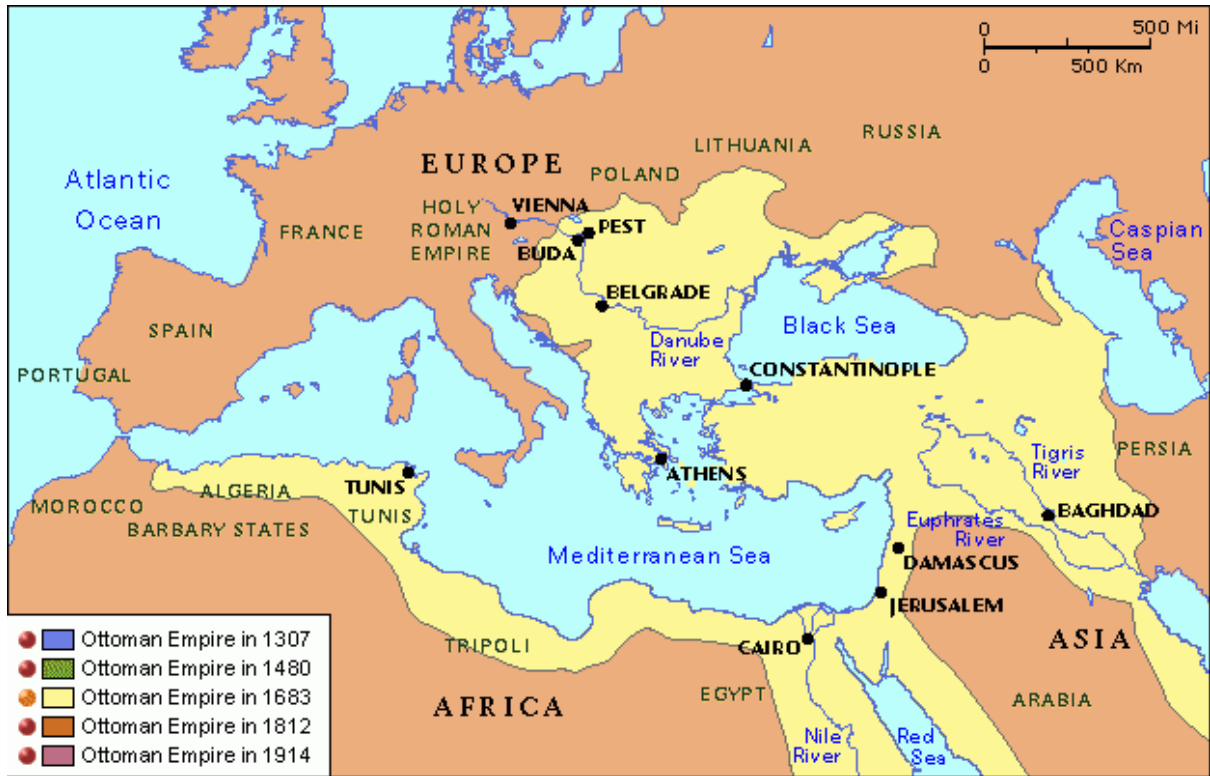 0 500 Mi
0 500 Km
RUSSIA
LITHUANIA
EUROPE
POLAND
Atlantic
Ocean
HOLY
ROMAN
EMPIRE
VIENNA
FRANCE
PEST
BUDA
Caspian
Sea
BELGRADE
SPAIN
Black Sea
Danube
River
PORTUGAL
CONSTANTINOPLE
PERSIA
Tigris
River
ATHENS
TUNIS
ALGERIA
MOROCCO
TUNIS
BARBARY STATES
BAGHDAD
Euphrates
River
Mediterranean Sea
DAMASCUS
JERUSALEM
ASIA
TRIPOLI
CAIRO
EGYPT
ARABIA
AFRICA
Nile
River
Red
Sea
Ottoman Empire in 1307
Ottoman Empire in 1480
Ottoman Empire in 1683
Ottoman Empire in 1812
Ottoman Empire in 1914